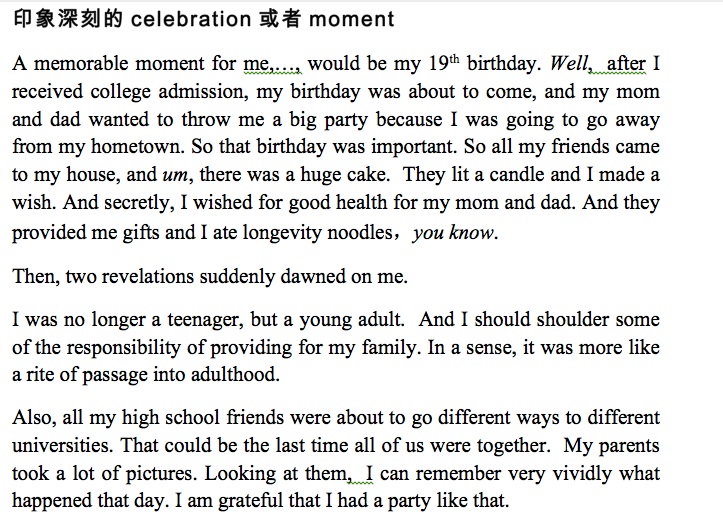 印象深刻的 celebration 或者 moment
A memorable moment for me,…, would be my 19th birthday. Well, after I
received college admission, my birthday was about to come, and my mom
and dad wanted to throw me a big party because I was going to go away
from my hometown. So that birthday was important. So all my friends came
to my house, and um, there was a huge cake. They lit a candle and I made a
wish. And secretly, I wished for good health for my mom and dad. And they
provided me gifts and I ate longevity noodles，you know.
Then, two revelations suddenly dawned on me.
I was no longer a teenager, but a young adult. And I should shoulder some
of the responsibility of providing for my family. In a sense, it was more like
a rite of passage into adulthood.
Also, all my high school friends were about to go different ways to different
universities. That could be the last time all of us were together. My parents
took a lot of pictures. Looking at them, I can remember very vividly what
happened that day. I am grateful that I had a party like that.